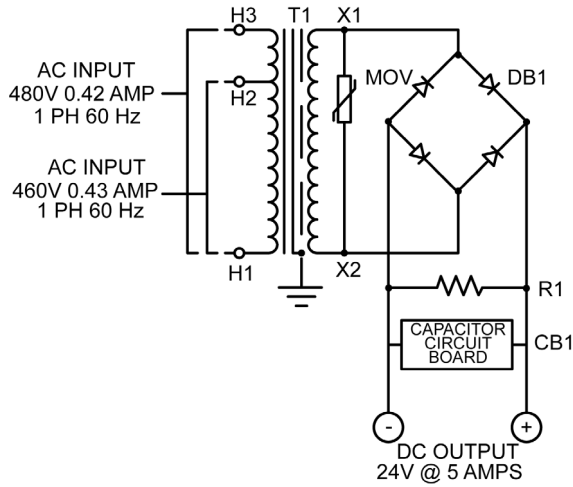 H3
T1
X1
AC INPUT
480V 0.42 AMP
1 PH 60 Hz
H2
MOV
DB1
AC INPUT
460V 0.43 AMP
1 PH 60 Hz
H1
X2
R1
CAPACITOR
CIRCUIT
BOARD
CB1
-
+
DC OUTPUT
24V @ 5 AMPS